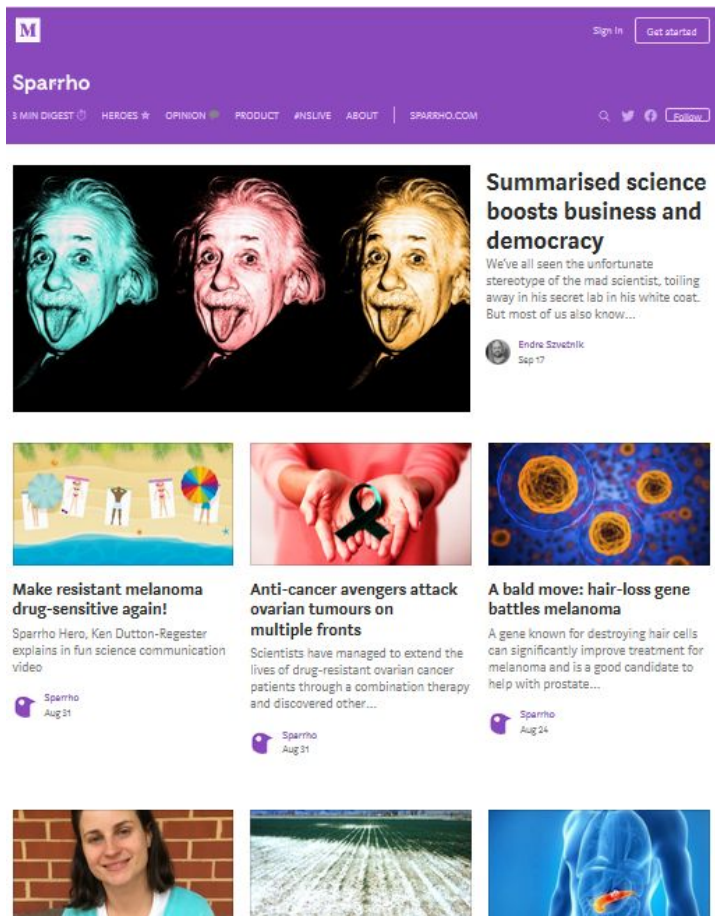 M
Sign In Get started
Sparrho
3 MIN DIGEST HEROES OPINION PRODUCT #NSLIVE ABOUT SPARRHO.COM
Follow
Summarised science
boosts business and
democracy
We've all seen the unfortunate
stereotype of the mad scientist, toiling
away in his secret lab in his white coat.
But most of us also know...
Endre Szvetnik
Sep 17
Make resistant melanoma
drug-sensitive again!
Sparrho Hero, Ken Dutton-Regester
explains in fun science communication
video
Sparrho
Aug 31
Anti-cancer avengers attack
ovarian tumours on
multiple fronts
Scientists have managed to extend the
lives of drug-resistant ovarian cancer
patients through a combination therapy
and discovered other...
Sparrho
Aug 31
A bald move: hair-loss gene
battles melanoma
A gene known for destroying hair cells
can significantly improve treatment for
melanoma and is a good candidate to
help with prostate...
Sparrho
Aug 24